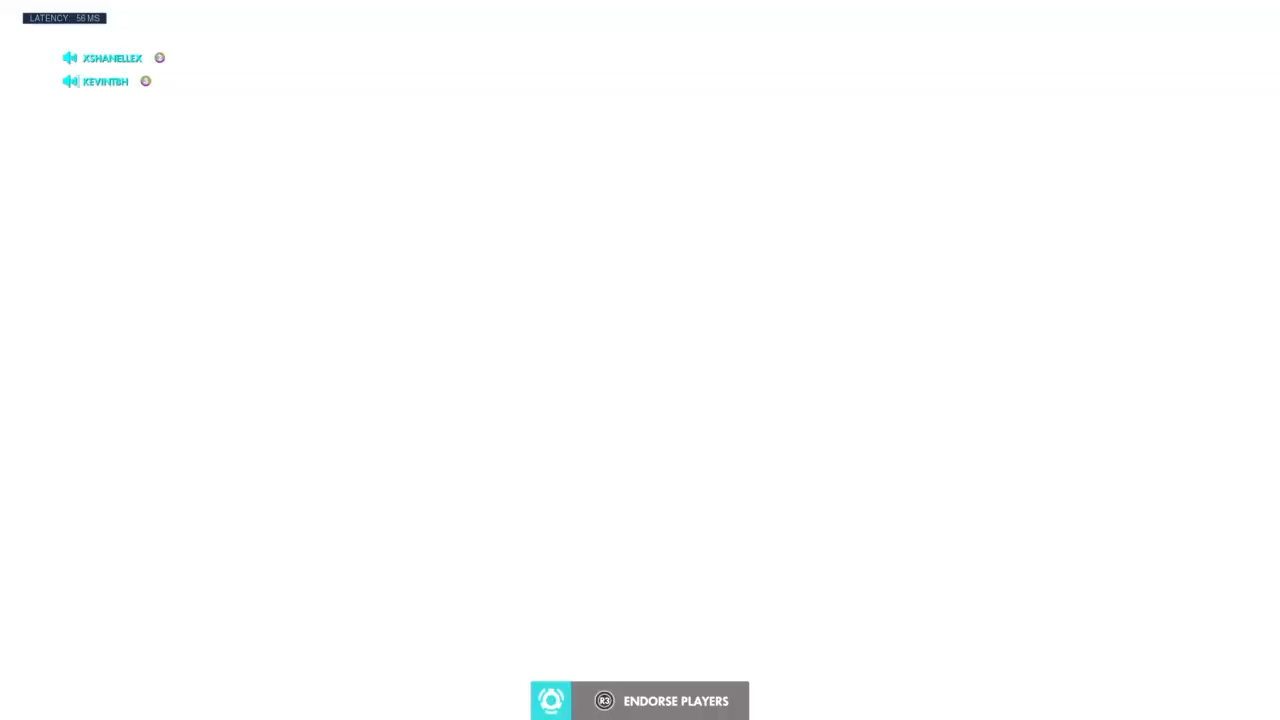 LATENCY: 56 MS
XSHANELLEX
KEVINTBH
R3 ENDORSE PLAYERS